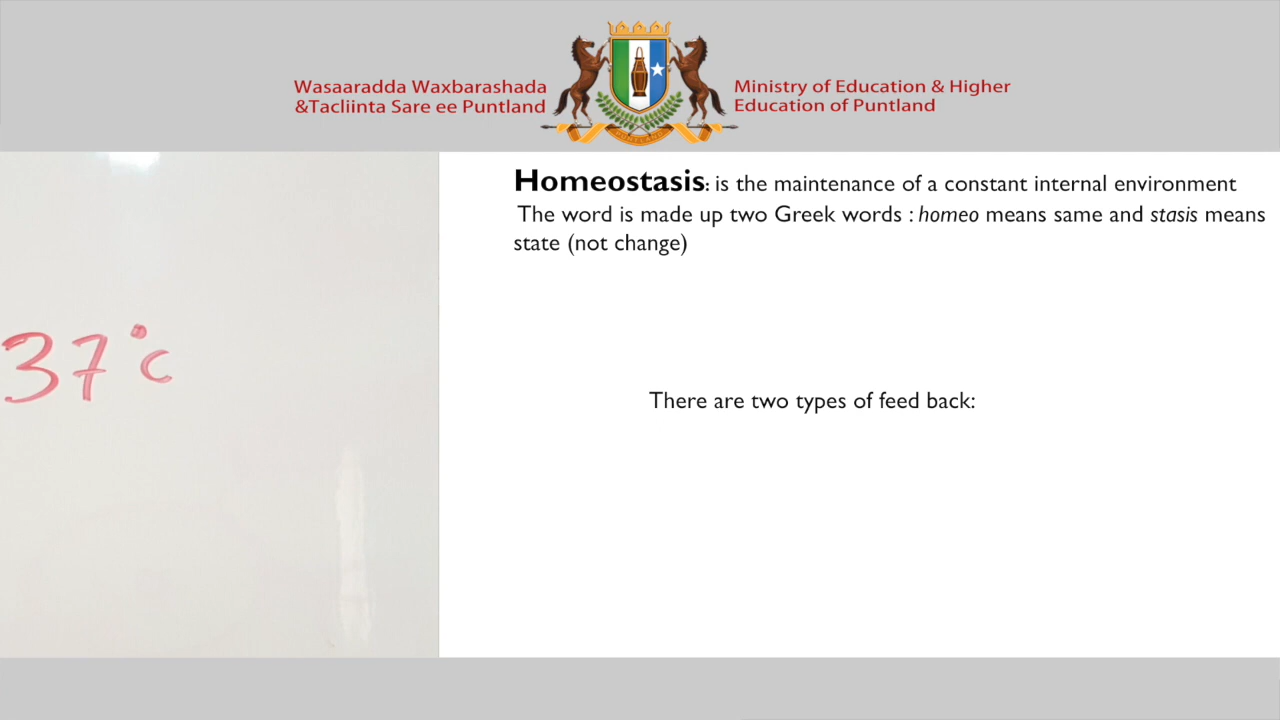 Wasaaradda Waxbarashada
&Tacliinta Sare ee Puntland
Ministry of Education & Higher
Education of Puntland
37°c
Homeostasis: is the maintenance of a constant internal environment
The word is made up two Greek words : homeo means same and stasis means
state (not change)
There are two types of feed back: